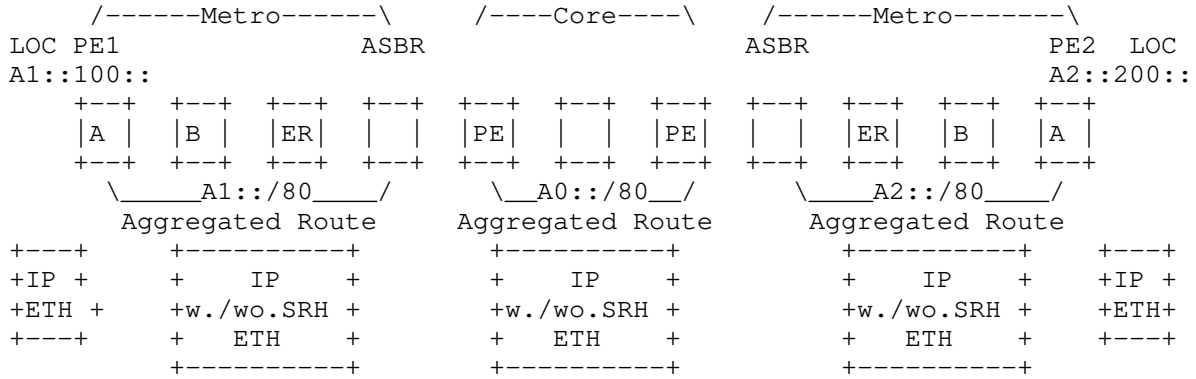 /------Metro------\ /----Core----\ /------Metro-------\
LOC PE1 ASBR ASBR PE2 LOC
A1::100:: A2::200::
+--+ +--+ +--+ +--+ +--+ +--+ +--+ +--+ +--+ +--+ +--+
|A | |B | |ER| | | |PE| | | |PE| | | |ER| |B | |A |
+--+ +--+ +--+ +--+ +--+ +--+ +--+ +--+ +--+ +--+ +--+
\_____A1::/80____/ \__A0::/80__/ \____A2::/80____/
Aggregated Route Aggregated Route Aggregated Route
+---+ +----------+ +----------+ +----------+ +---+
+IP + + IP + + IP + + IP + +IP +
+ETH + +w./wo.SRH + +w./wo.SRH + +w./wo.SRH + +ETH+
+---+ + ETH + + ETH + + ETH + +---+
+----------+ +----------+ +----------+